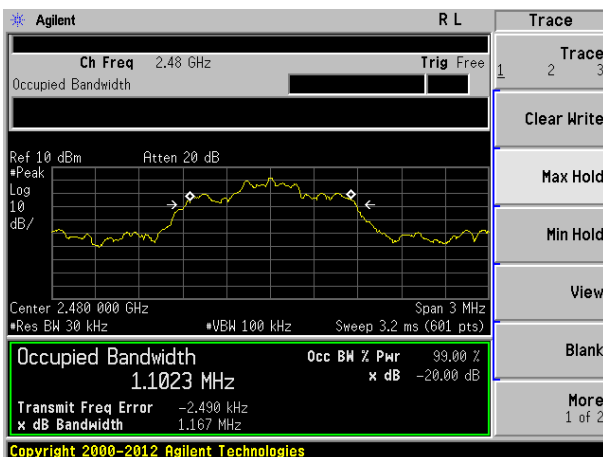 Agilent R L Trace
Ch Freq 2.48 GHz Trig Free
Occupied Bandwidth
Trace
1 2 3
Clear Write
Max Hold
Min Hold
View
Blank
More
1 of 2
Ref 10 dBm Atten 20 dB
#Peak
Log
10
dB/
Center 2.480 000 GHz Span 3 MHz
#Res BW 30 kHz #VBW 100 kHz Sweep 3.2 ms (601 pts)
Occupied Bandwidth Occ BW % Pwr 99.00 %
1.1023 MHz x dB -20.00 dB
Transmit Freq Error -2.490 kHz
x dB Bandwidth 1.167 MHz
Copyright 2000-2012 Agilent Technologies